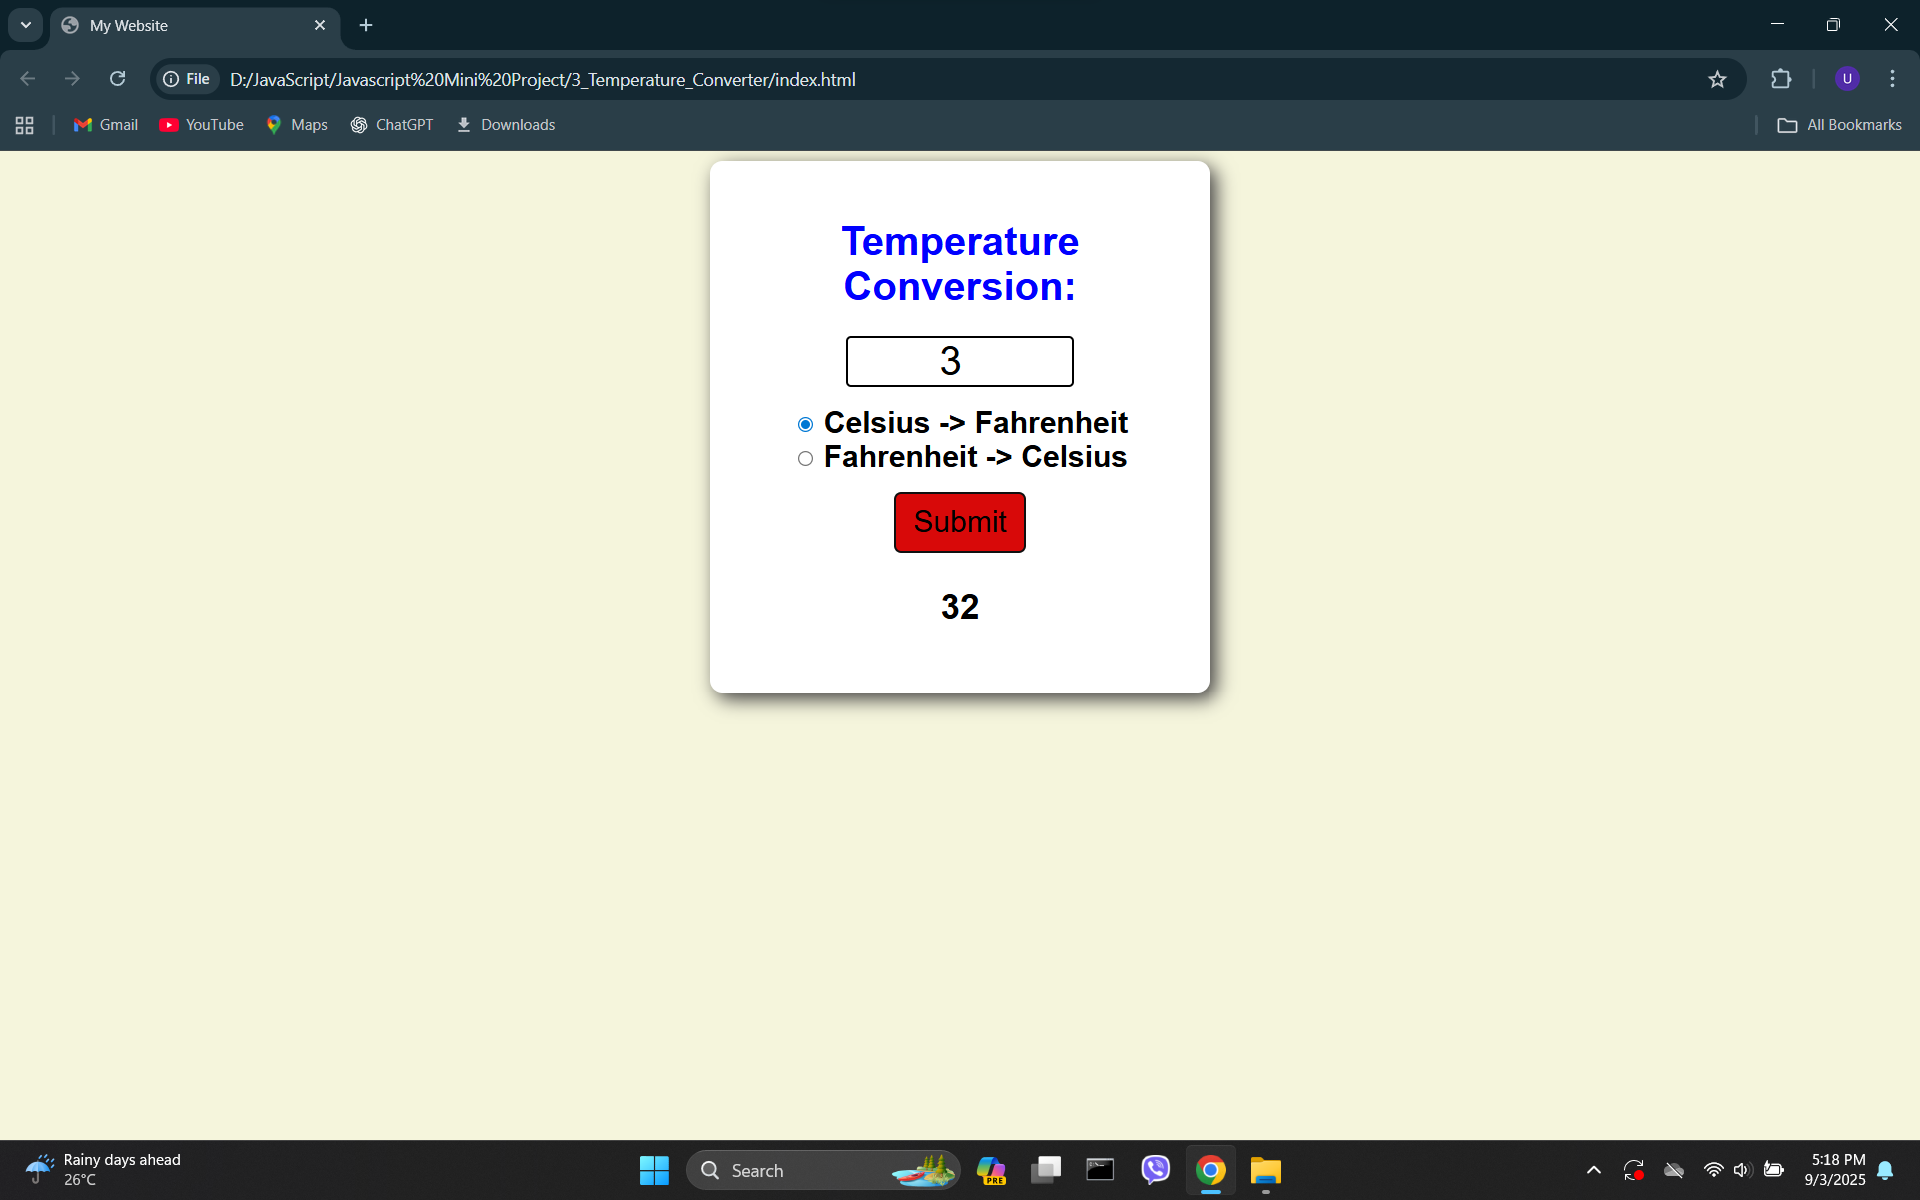 My Website
File D:/JavaScript/Javascript%20Mini%20Project/3_Temperature_Converter/index.html U
Gmail YouTube Maps ChatGPT Downloads All Bookmarks
Temperature
Conversion:
3
Celsius -> Fahrenheit
Fahrenheit -> Celsius
Submit
32
Rainy days ahead
26°C
Search
PRE
5:18 PM
9/3/2025